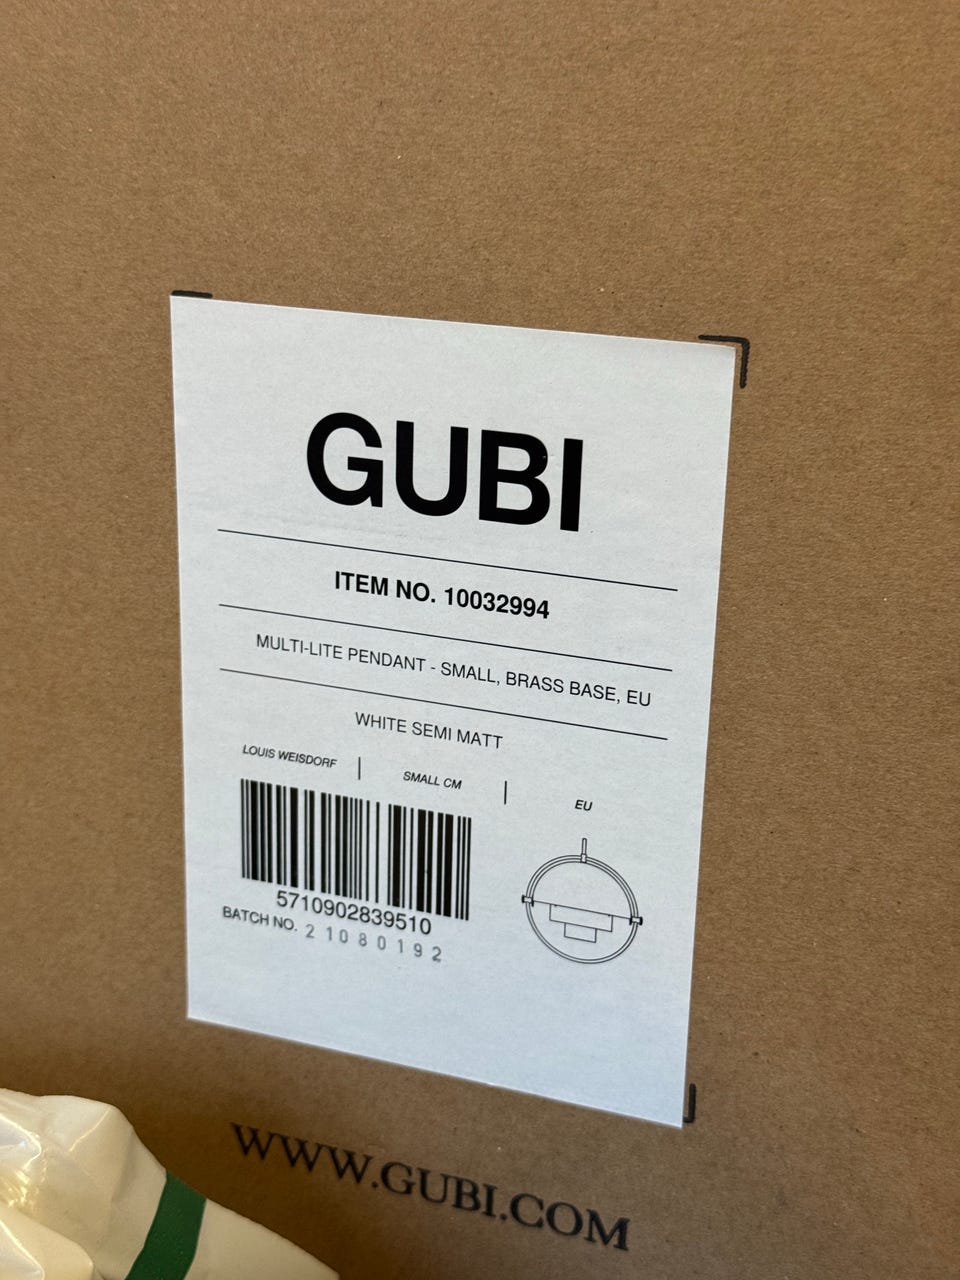 GUBI
ITEM NO. 10032994
MULTI-LITE PENDANT - SMALL, BRASS BASE, EU
WHITE SEMI MATT
LOUIS WEISDORF | SMALL CM | EU
5710902839510
BATCH NO. 21080192
WWW.GUBI.COM